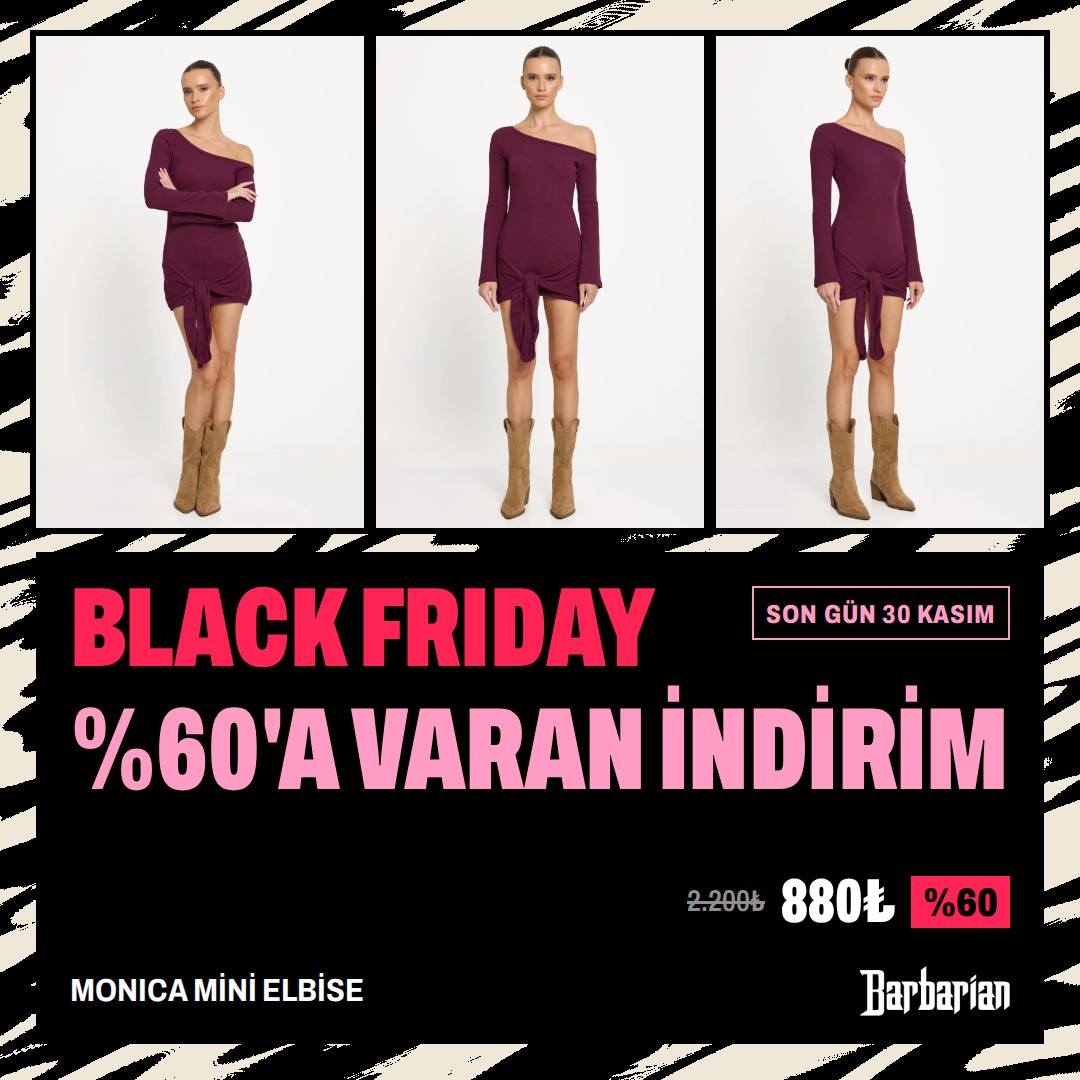 BLACK FRIDAY
SON GÜN 30 KASIM
%60'A VARAN İNDİRİM
2.200₺ 880₺ %60
MONICA MİNİ ELBİSE
Barbarian